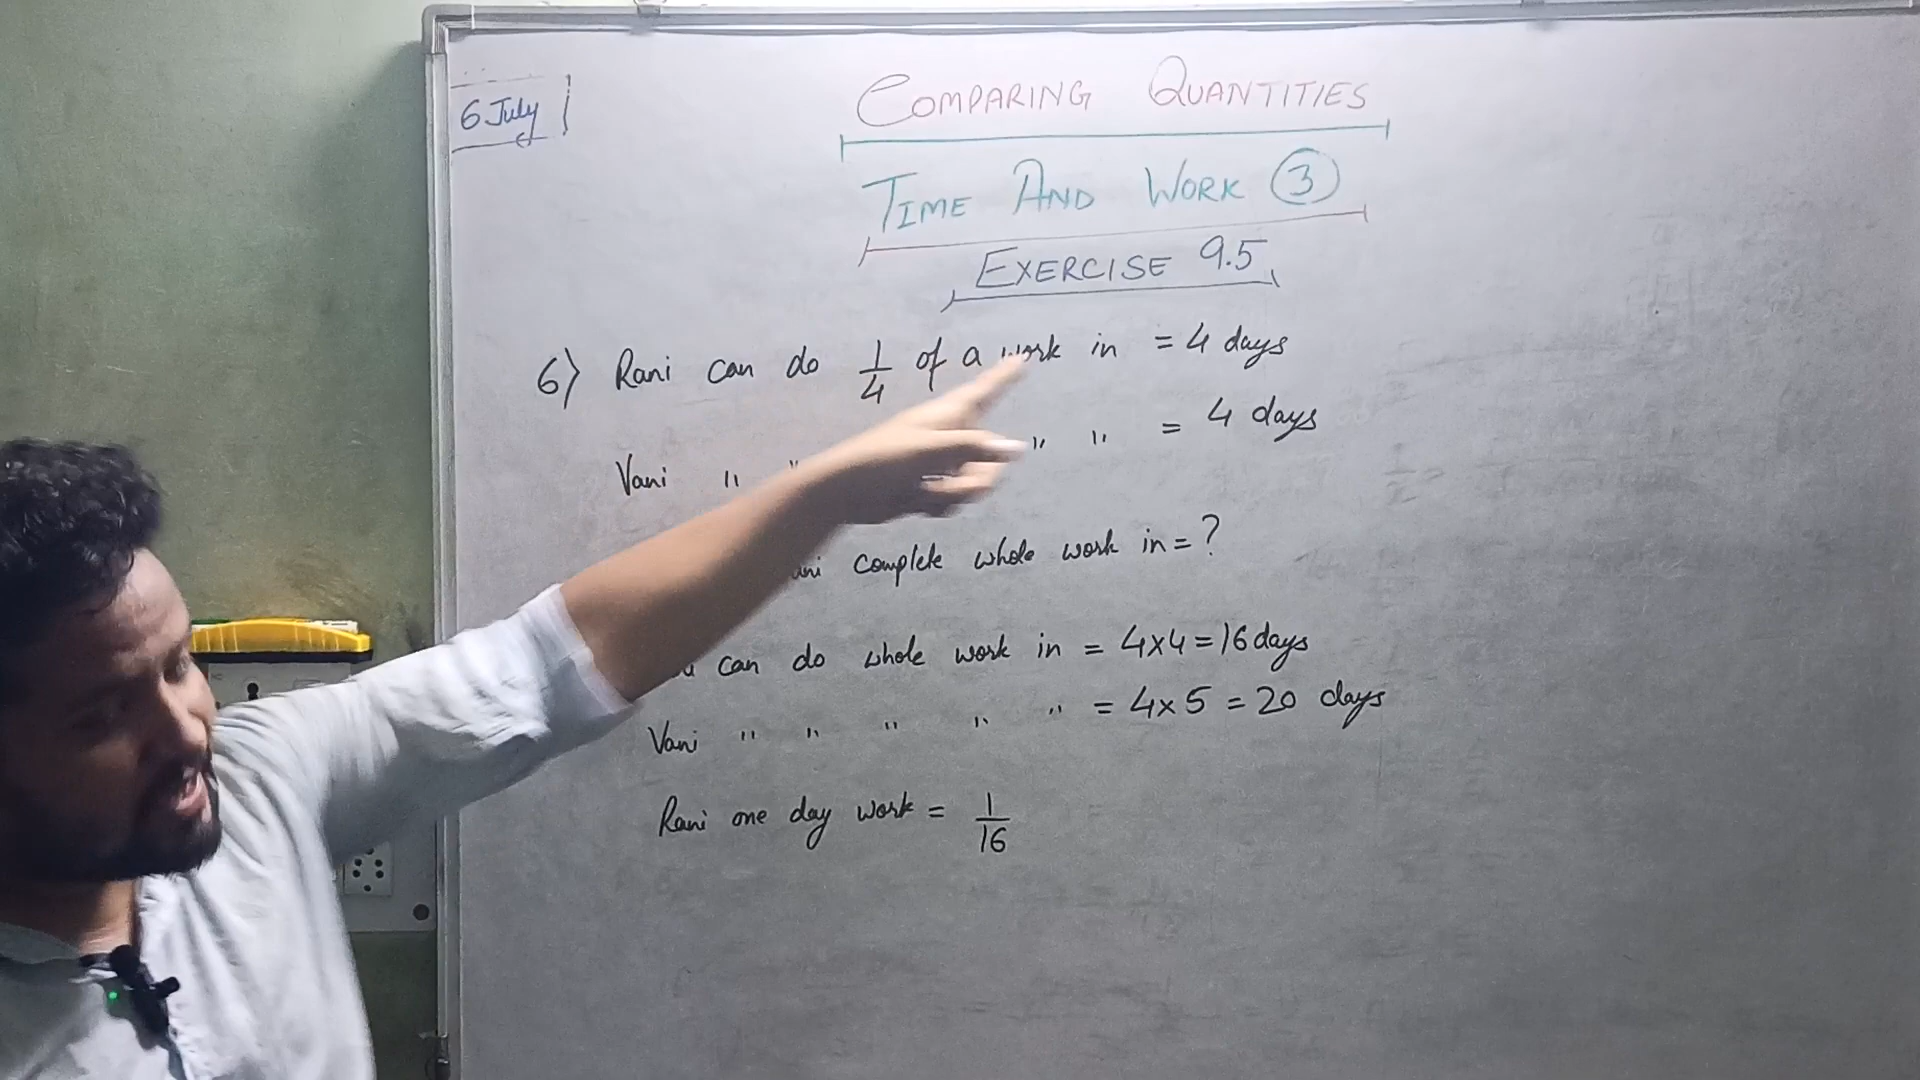 6 July
COMPARING QUANTITIES
TIME AND WORK 3
EXERCISE 9.5
6) Rani can do 1/4 of a work in = 4 days
Vani " " " " = 4 days
complete whole work in = ?
can do whole work in = 4x4 = 16 days
Vani " " " " " = 4x5 = 20 days
Rani one day work = 1/16